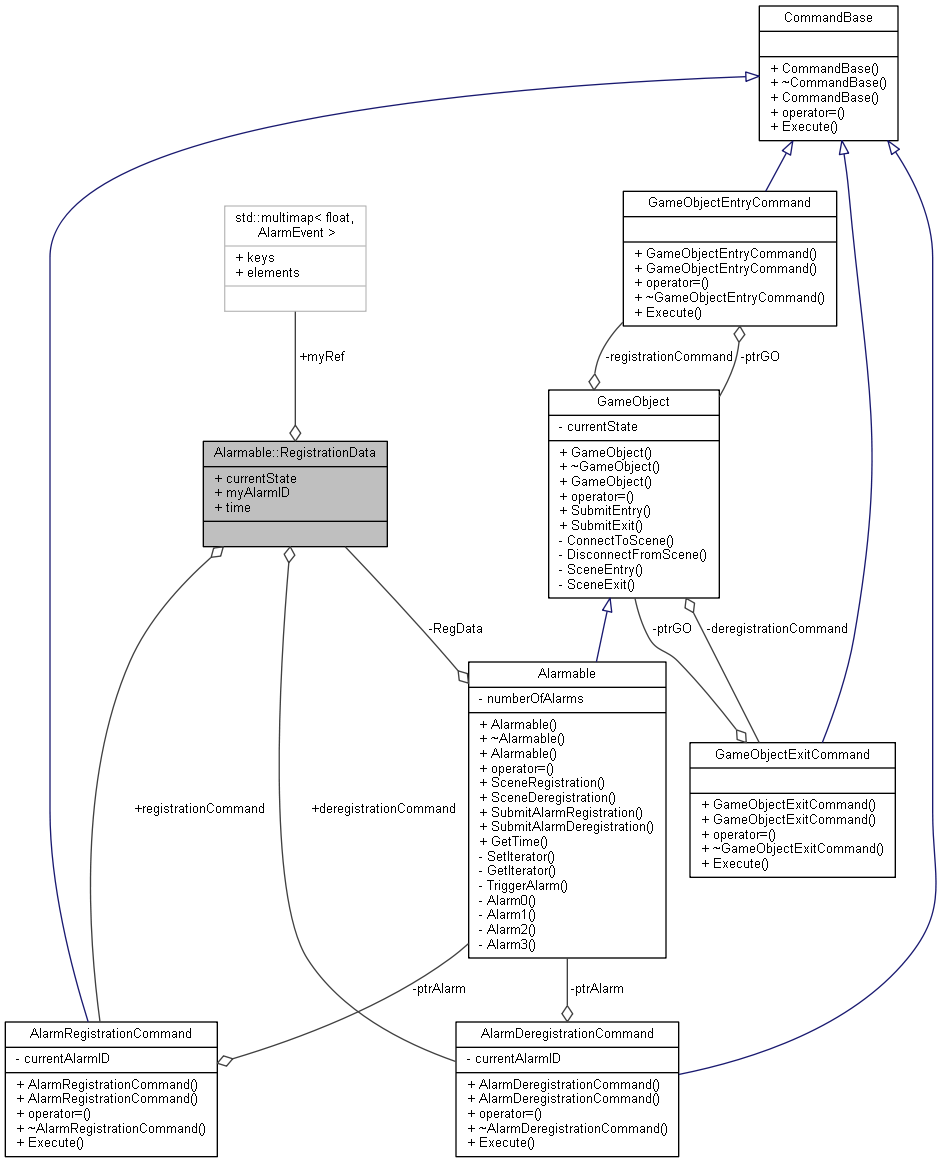 CommandBase
+ CommandBase()
+ ~CommandBase()
+ CommandBase()
+ operator=()
+ Execute()
GameObjectEntryCommand
+ GameObjectEntryCommand()
+ GameObjectEntryCommand()
+ operator=()
+ ~GameObjectEntryCommand()
+ Execute()
std::multimap< float,
AlarmEvent >
+ keys
+ elements
+myRef
-registrationCommand
-ptrGO
GameObject
- currentState
+ GameObject()
+ ~GameObject()
+ GameObject()
+ operator=()
+ SubmitEntry()
+ SubmitExit()
- ConnectToScene()
- DisconnectFromScene()
- SceneEntry()
- SceneExit()
Alarmable::RegistrationData
+ currentState
+ myAlarmID
+ time
-RegData
-ptrGO
-deregistrationCommand
Alarmable
- numberOfAlarms
+ Alarmable()
+ ~Alarmable()
+ Alarmable()
+ operator=()
+ SceneRegistration()
+ SceneDeregistration()
+ SubmitAlarmRegistration()
+ SubmitAlarmDeregistration()
+ GetTime()
- SetIterator()
- GetIterator()
- TriggerAlarm()
- Alarm0()
- Alarm1()
- Alarm2()
- Alarm3()
GameObjectExitCommand
+ GameObjectExitCommand()
+ GameObjectExitCommand()
+ operator=()
+ ~GameObjectExitCommand()
+ Execute()
+registrationCommand
+deregistrationCommand
-ptrAlarm
-ptrAlarm
AlarmRegistrationCommand
- currentAlarmID
+ AlarmRegistrationCommand()
+ AlarmRegistrationCommand()
+ operator=()
+ ~AlarmRegistrationCommand()
+ Execute()
AlarmDeregistrationCommand
- currentAlarmID
+ AlarmDeregistrationCommand()
+ AlarmDeregistrationCommand()
+ operator=()
+ ~AlarmDeregistrationCommand()
+ Execute()